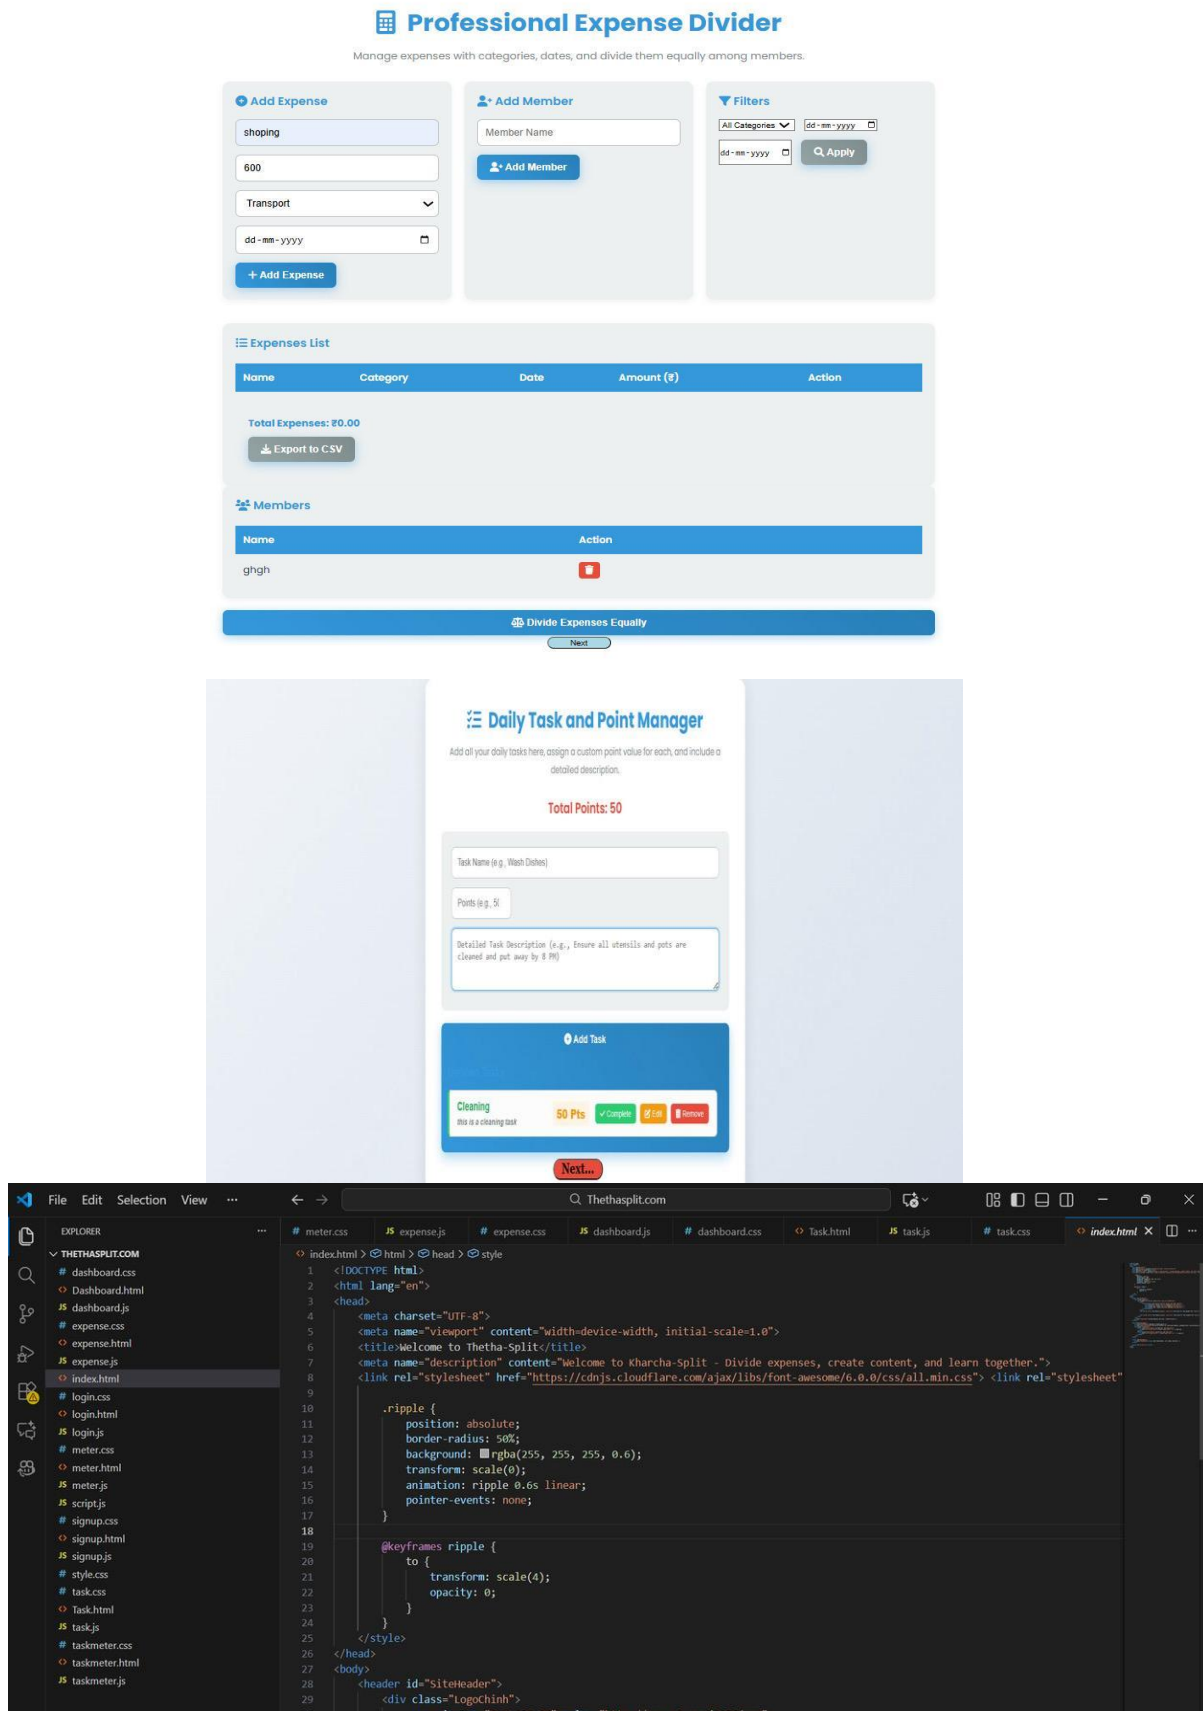 Professional Expense Divider
Manage expenses with categories, dates, and divide them equally among members.
Add Expense
shoping
600
Transport
dd-mm-yyyy
+ Add Expense
Add Member
Member Name
Add Member
Filters
All Categories
dd-mm-yyyy
dd-mm-yyyy
Apply
Expenses List
Name Category Date Amount (₹) Action
Total Expenses: ₹0.00
Export to CSV
Members
Name Action
ghgh
Divide Expenses Equally
Next
Daily Task and Point Manager
Add all your daily tasks here, assign a custom point value for each, and include a
detailed description.
Total Points: 50
Task Name (e.g., Wash Dishes)
Points (e.g., 5(
Detailed Task Description (e.g., Ensure all utensils and pots are
cleaned and put away by 8 PM)
Add Task
Cleaning
this is a cleaning task
50 Pts
Complete
Edit
Remove
Next...
File Edit Selection View ...
Thethasplit.com
EXPLORER ...
# meter.css JS expense.js # expense.css JS dashboard.js # dashboard.css Task.html JS task.js # task.css index.html
THETHASPLIT.COM
# dashboard.css
Dashboard.html
JS dashboard.js
# expense.css
expense.html
JS expense.js
index.html
# login.css
login.html
JS login.js
# meter.css
meter.html
JS meter.js
JS script.js
# signup.css
signup.html
JS signup.js
# style.css
# task.css
Task.html
JS task.js
# taskmeter.css
taskmeter.html
JS taskmeter.js
index.html > html > head > style
1 <!DOCTYPE html>
2 <html lang="en">
3 <head>
4 <meta charset="UTF-8">
5 <meta name="viewport" content="width=device-width, initial-scale=1.0">
6 <title>Welcome to Thetha-Split</title>
7 <meta name="description" content="Welcome to Kharcha-Split - Divide expenses, create content, and learn together.">
8 <link rel="stylesheet" href="https://cdnjs.cloudflare.com/ajax/libs/font-awesome/6.0.0/css/all.min.css"> <link rel="stylesheet"
9
10 .ripple {
11 position: absolute;
12 border-radius: 50%;
13 background: rgba(255, 255, 255, 0.6);
14 transform: scale(0);
15 animation: ripple 0.6s linear;
16 pointer-events: none;
17 }
18
19 @keyframes ripple {
20 to {
21 transform: scale(4);
22 opacity: 0;
23 }
24 }
25 </style>
26 </head>
27 <body>
28 <header id="SiteHeader">
29 <div class="LogoChinh">